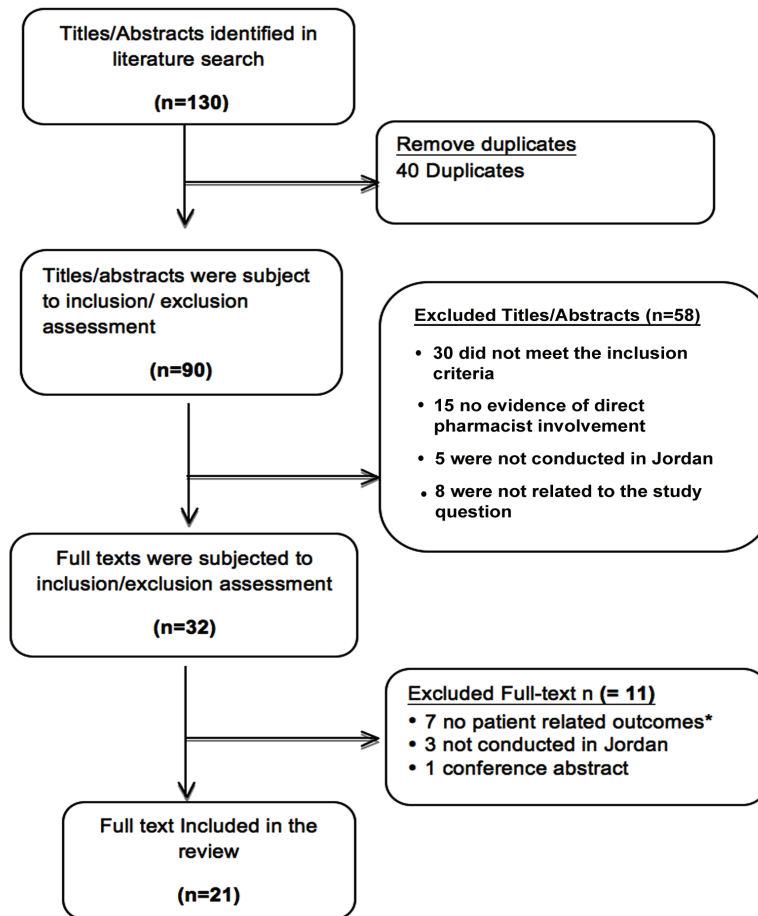 Titles/Abstracts identified in
literature search
(n=130)
Remove duplicates
40 Duplicates
Titles/abstracts were subject
to inclusion/ exclusion
assessment
(n=90)
Excluded Titles/Abstracts (n=58)
• 30 did not meet the inclusion
criteria
• 15 no evidence of direct
pharmacist involvement
• 5 were not conducted in Jordan
• 8 were not related to the study
question
Full texts were subjected to
inclusion/exclusion assessment
(n=32)
Excluded Full-text n (= 11)
• 7 no patient related outcomes*
• 3 not conducted in Jordan
• 1 conference abstract
Full text Included in the
review
(n=21)